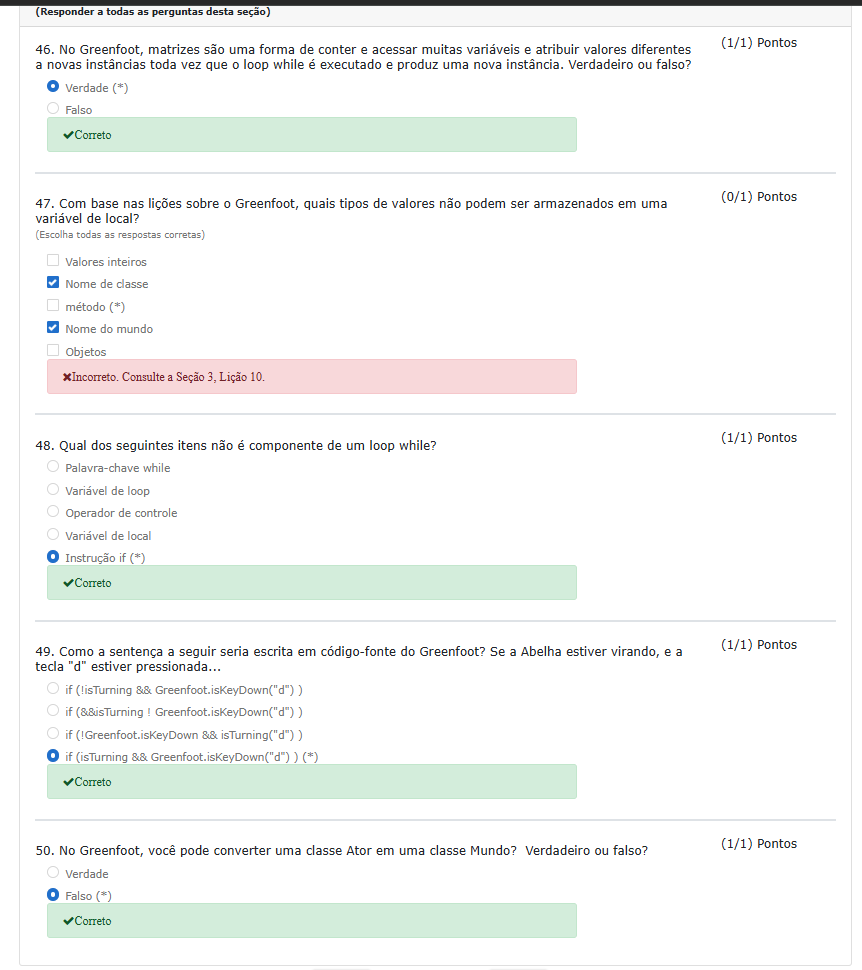 (Responder a todas as perguntas desta seção)
46. No Greenfoot, matrizes são uma forma de conter e acessar muitas variáveis e atribuir valores diferentes
a novas instâncias toda vez que o loop while é executado e produz uma nova instância. Verdadeiro ou falso?
(1/1) Pontos
Verdade (*)
Falso
Correto
47. Com base nas lições sobre o Greenfoot, quais tipos de valores não podem ser armazenados em uma
variável de local?
(0/1) Pontos
(Escolha todas as respostas corretas)
Valores inteiros
Nome de classe
método (*)
Nome do mundo
Objetos
Incorreto. Consulte a Seção 3, Lição 10.
48. Qual dos seguintes itens não é componente de um loop while?
(1/1) Pontos
Palavra-chave while
Variável de loop
Operador de controle
Variável de local
Instrução if (*)
Correto
49. Como a sentença a seguir seria escrita em código-fonte do Greenfoot? Se a Abelha estiver virando, e a
tecla "d" estiver pressionada...
(1/1) Pontos
if (!isTurning && Greenfoot.isKeyDown("d") )
if (&&isTurning ! Greenfoot.isKeyDown("d") )
if (!Greenfoot.isKeyDown && isTurning("d") )
if (isTurning && Greenfoot.isKeyDown("d") ) (*)
Correto
50. No Greenfoot, você pode converter uma classe Ator em uma classe Mundo?  Verdadeiro ou falso?
(1/1) Pontos
Verdade
Falso (*)
Correto